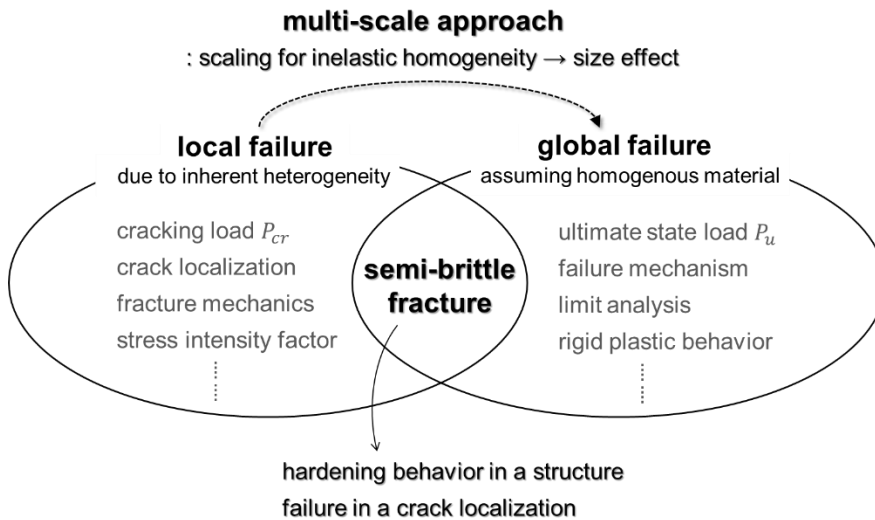 multi-scale approach
: scaling for inelastic homogeneity → size effect
local failure
due to inherent heterogeneity
cracking load P_cr
crack localization
fracture mechanics
stress intensity factor
global failure
assuming homogenous material
ultimate state load P_u
failure mechanism
limit analysis
rigid plastic behavior
semi-brittle
fracture
hardening behavior in a structure
failure in a crack localization